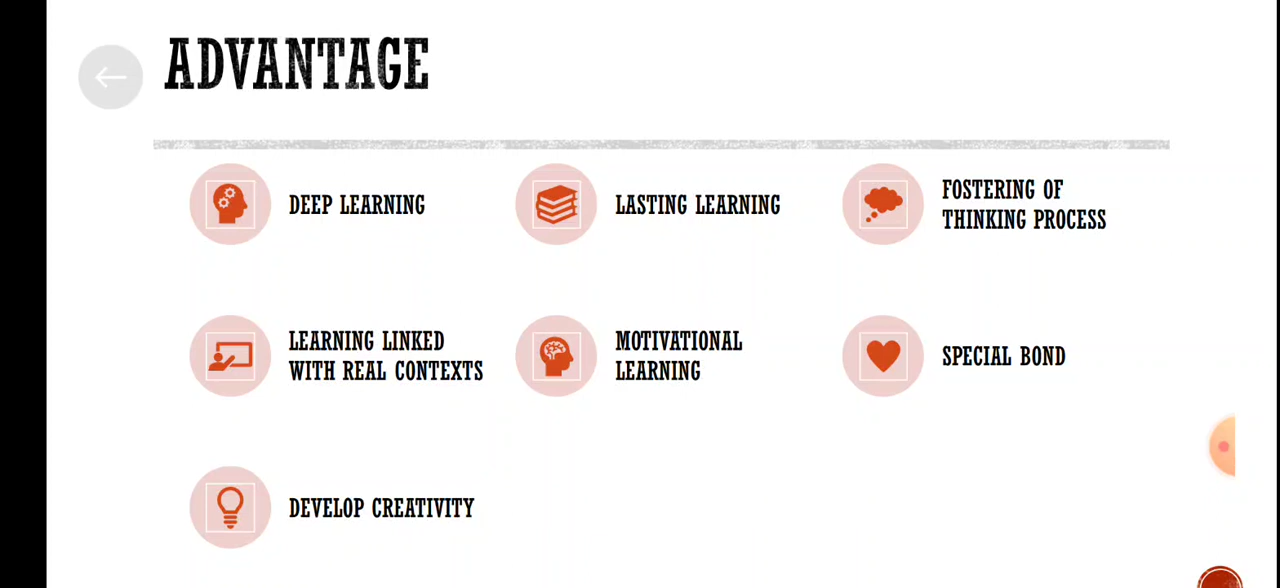 ADVANTAGE
DEEP LEARNING
LASTING LEARNING
FOSTERING OF
THINKING PROCESS
LEARNING LINKED
WITH REAL CONTEXTS
MOTIVATIONAL
LEARNING
SPECIAL BOND
DEVELOP CREATIVITY